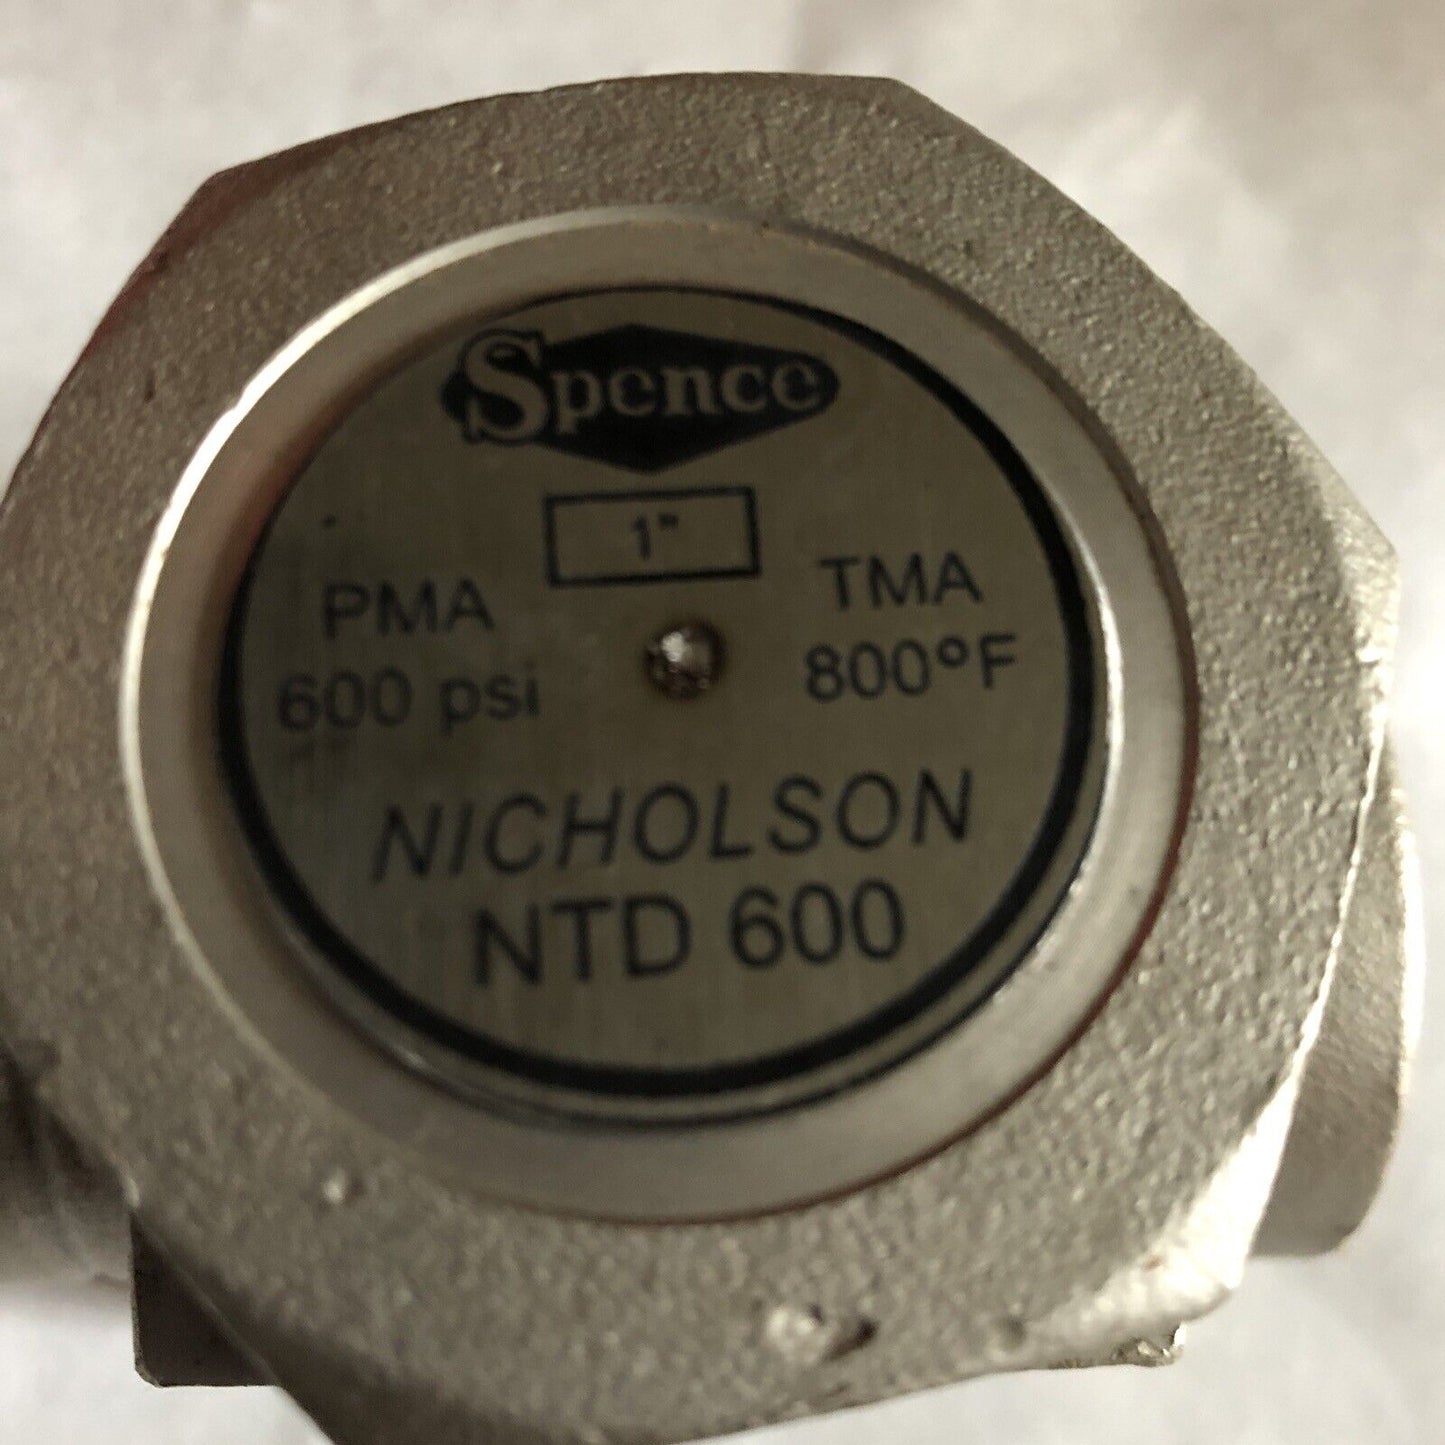 Spence
1"
PMA
600 psi
TMA
800°F
NICHOLSON
NTD 600